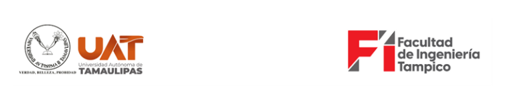 UAT
Universidad Autónoma de
TAMAULIPAS
VERDAD, BELLEZA, PROBIDAD
Fi
Facultad
de Ingeniería
Tampico